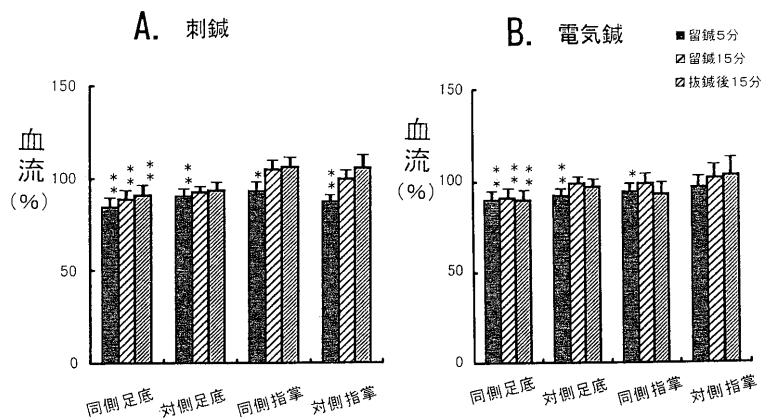 A. 刺鍼
血流
(%)
150
100
50
0
** ** ** ** * **
同側足底 対側足底 同側指掌 対側指掌
B. 電気鍼
留鍼5分
留鍼15分
抜鍼後15分
血流
(%)
150
100
50
0
** ** ** ** *
同側足底 対側足底 同側指掌 対側指掌